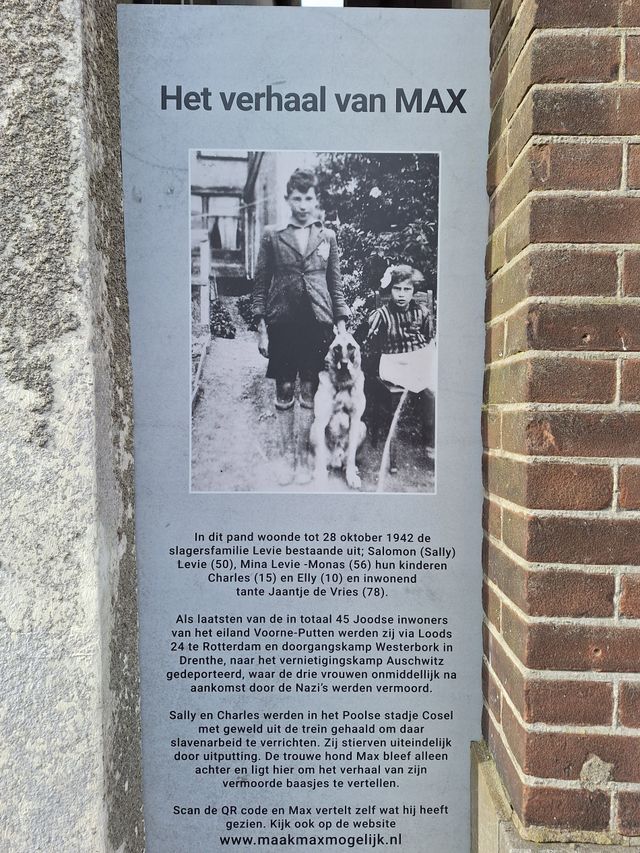 Het verhaal van MAX
In dit pand woonde tot 28 oktober 1942 de
slagersfamilie Levie bestaande uit; Salomon (Sally)
Levie (50), Mina Levie -Monas (56) hun kinderen
Charles (15) en Elly (10) en inwonend
tante Jaantje de Vries (78).
Als laatsten van de in totaal 45 Joodse inwoners
van het eiland Voorne-Putten werden zij via Loods
24 te Rotterdam en doorgangskamp Westerbork in
Drenthe, naar het vernietigingskamp Auschwitz
gedeporteerd, waar de drie vrouwen onmiddellijk na
aankomst door de Nazi's werden vermoord.
Sally en Charles werden in het Poolse stadje Cosel
met geweld uit de trein gehaald om daar
slavenarbeid te verrichten. Zij stierven uiteindelijk
door uitputting. De trouwe hond Max bleef alleen
achter en ligt hier om het verhaal van zijn
vermoorde baasjes te vertellen.
Scan de QR code en Max vertelt zelf wat hij heeft
gezien. Kijk ook op de website
www.maakmaxmogelijk.nl